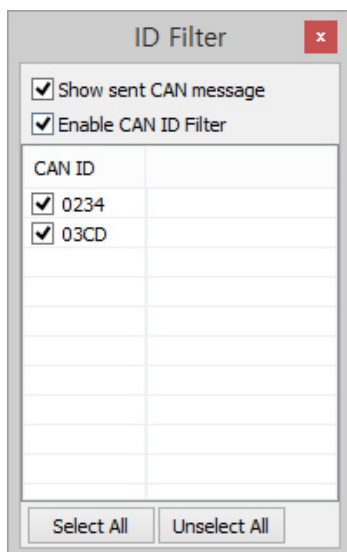 ID Filter
x
Show sent CAN message
Enable CAN ID Filter
CAN ID
0234
03CD
Select All
Unselect All